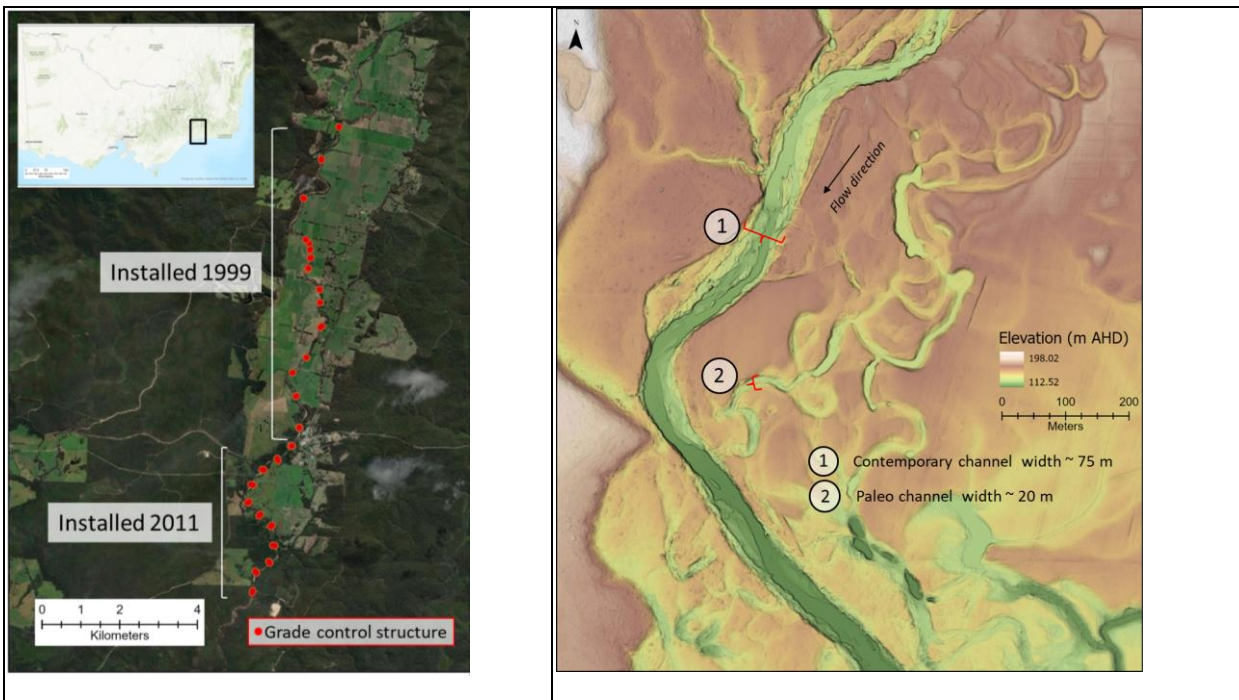 Installed 1999
Installed 2011
0 1 2 4
Kilometers
Grade control structure
N
Flow direction
1
2
Elevation (m AHD)
198.02
112.52
0 100 200
Meters
1 Contemporary channel width ~ 75 m
2 Paleo channel width ~ 20 m